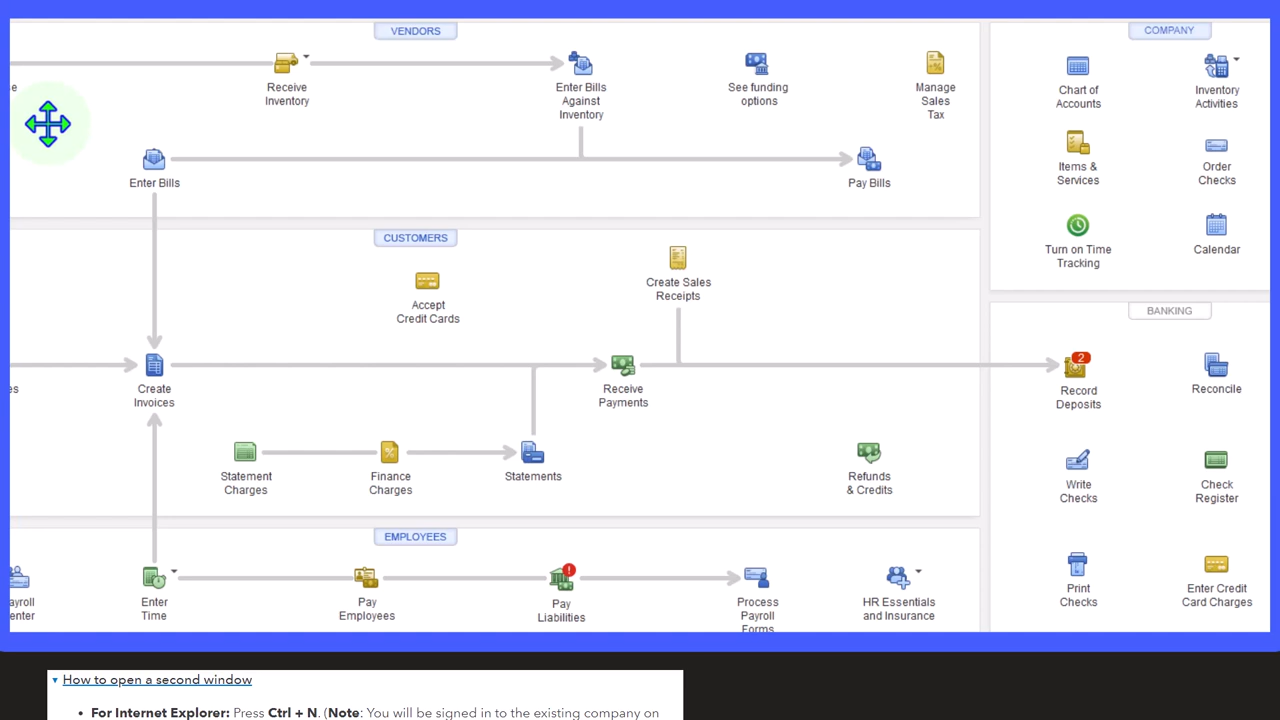 VENDORS
COMPANY
e
Receive
Inventory
Enter Bills
Against
Inventory
See funding
options
Manage
Sales
Tax
Chart of
Accounts
Inventory
Activities
Enter Bills
Pay Bills
Items &
Services
Order
Checks
Turn on Time
Tracking
Calendar
CUSTOMERS
Accept
Credit Cards
Create Sales
Receipts
BANKING
es
Create
Invoices
Receive
Payments
2
Record
Deposits
Reconcile
Statement
Charges
Finance
Charges
Statements
Refunds
& Credits
Write
Checks
Check
Register
EMPLOYEES
ayroll
enter
Enter
Time
Pay
Employees
!
Pay
Liabilities
Process
Payroll
Forms
HR Essentials
and Insurance
Print
Checks
Enter Credit
Card Charges
▾ How to open a second window
• For Internet Explorer: Press Ctrl + N. (Note: You will be signed in to the existing company on